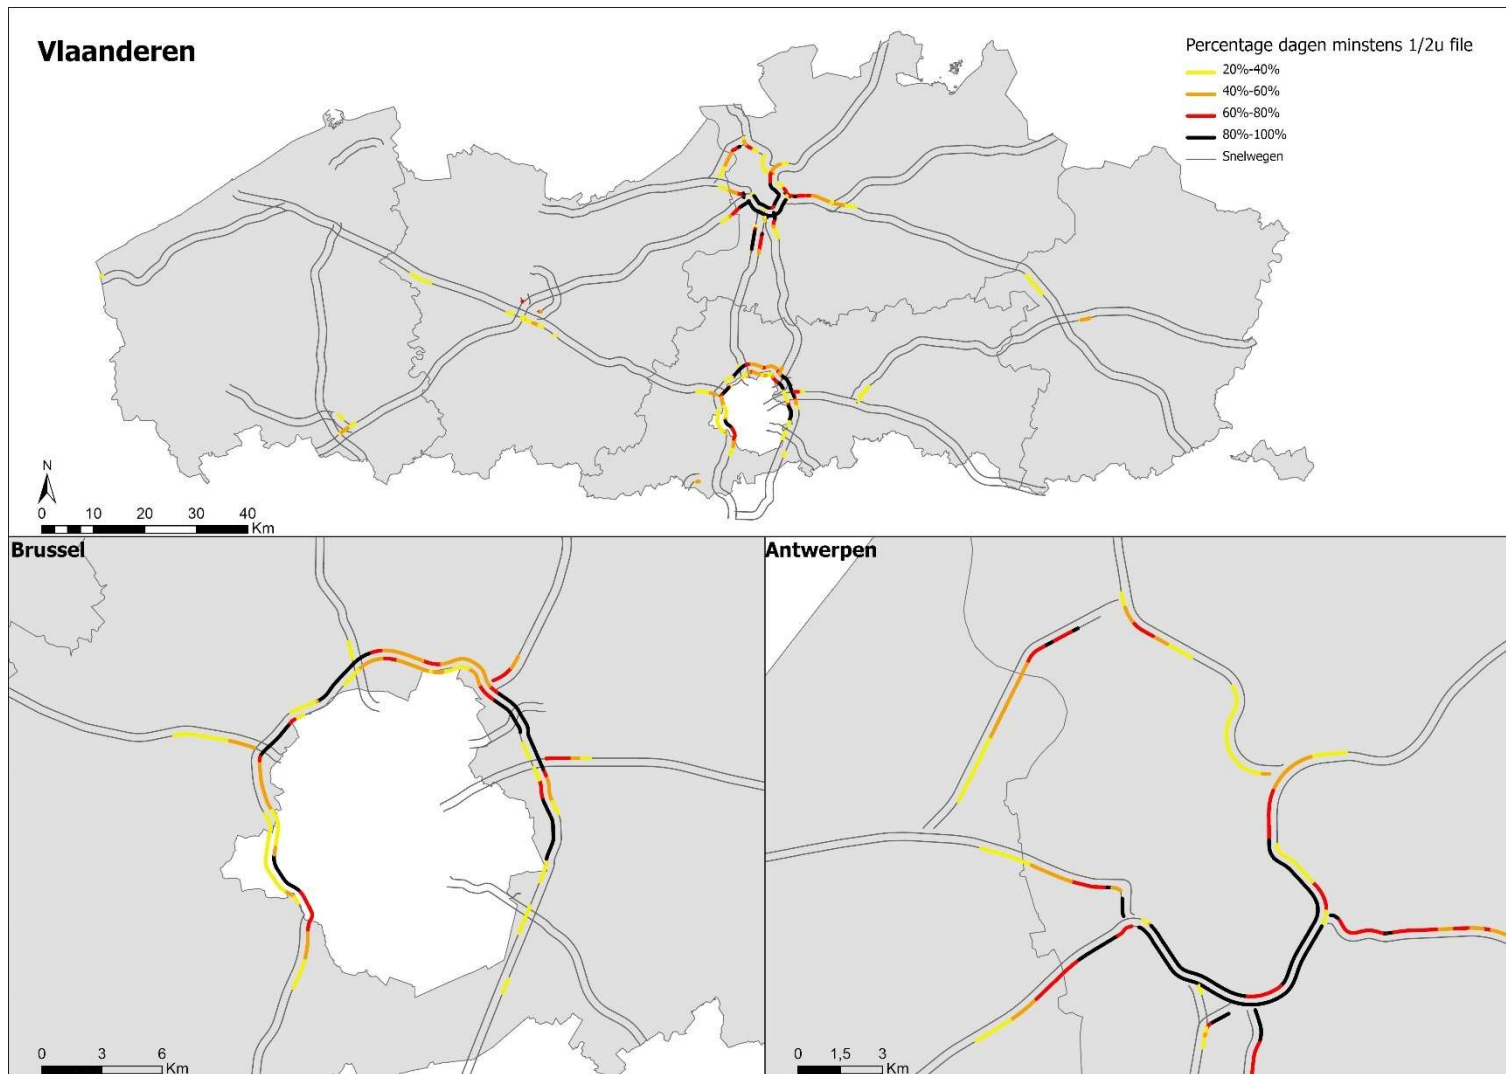 Vlaanderen
Percentage dagen minstens 1/2u file
20%-40%
40%-60%
60%-80%
80%-100%
Snelwegen
N
0 10 20 30 40
Km
Brussel
0 3 6
Km
Antwerpen
0 1,5 3
Km